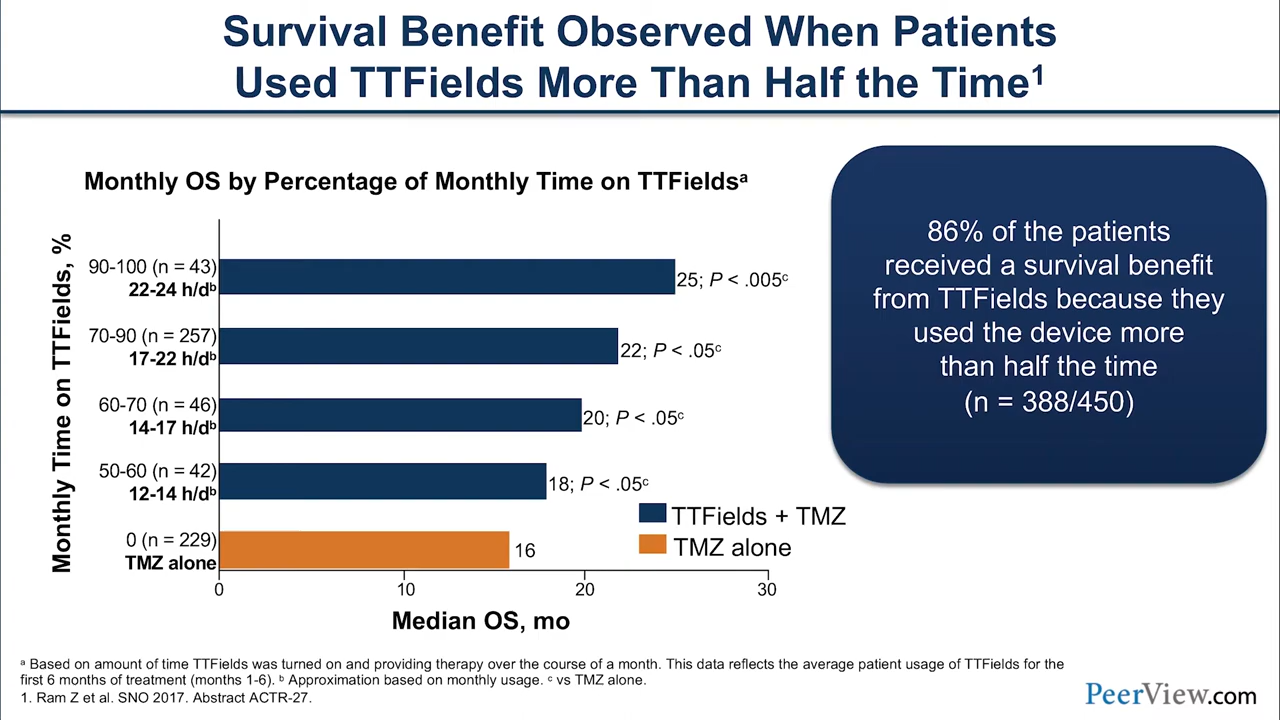 Survival Benefit Observed When Patients
Used TTFields More Than Half the Time¹
Monthly OS by Percentage of Monthly Time on TTFieldsᵃ
Monthly Time on TTFields, %
90-100 (n = 43)
22-24 h/dᵇ
25; P < .005ᶜ
70-90 (n = 257)
17-22 h/dᵇ
22; P < .05ᶜ
60-70 (n = 46)
14-17 h/dᵇ
20; P < .05ᶜ
50-60 (n = 42)
12-14 h/dᵇ
18; P < .05ᶜ
0 (n = 229)
TMZ alone
16
TTFields + TMZ
TMZ alone
0 10 20 30
Median OS, mo
86% of the patients
received a survival benefit
from TTFields because they
used the device more
than half the time
(n = 388/450)
ᵃ Based on amount of time TTFields was turned on and providing therapy over the course of a month. This data reflects the average patient usage of TTFields for the
first 6 months of treatment (months 1-6). ᵇ Approximation based on monthly usage. ᶜ vs TMZ alone.
1. Ram Z et al. SNO 2017. Abstract ACTR-27.
PeerView.com